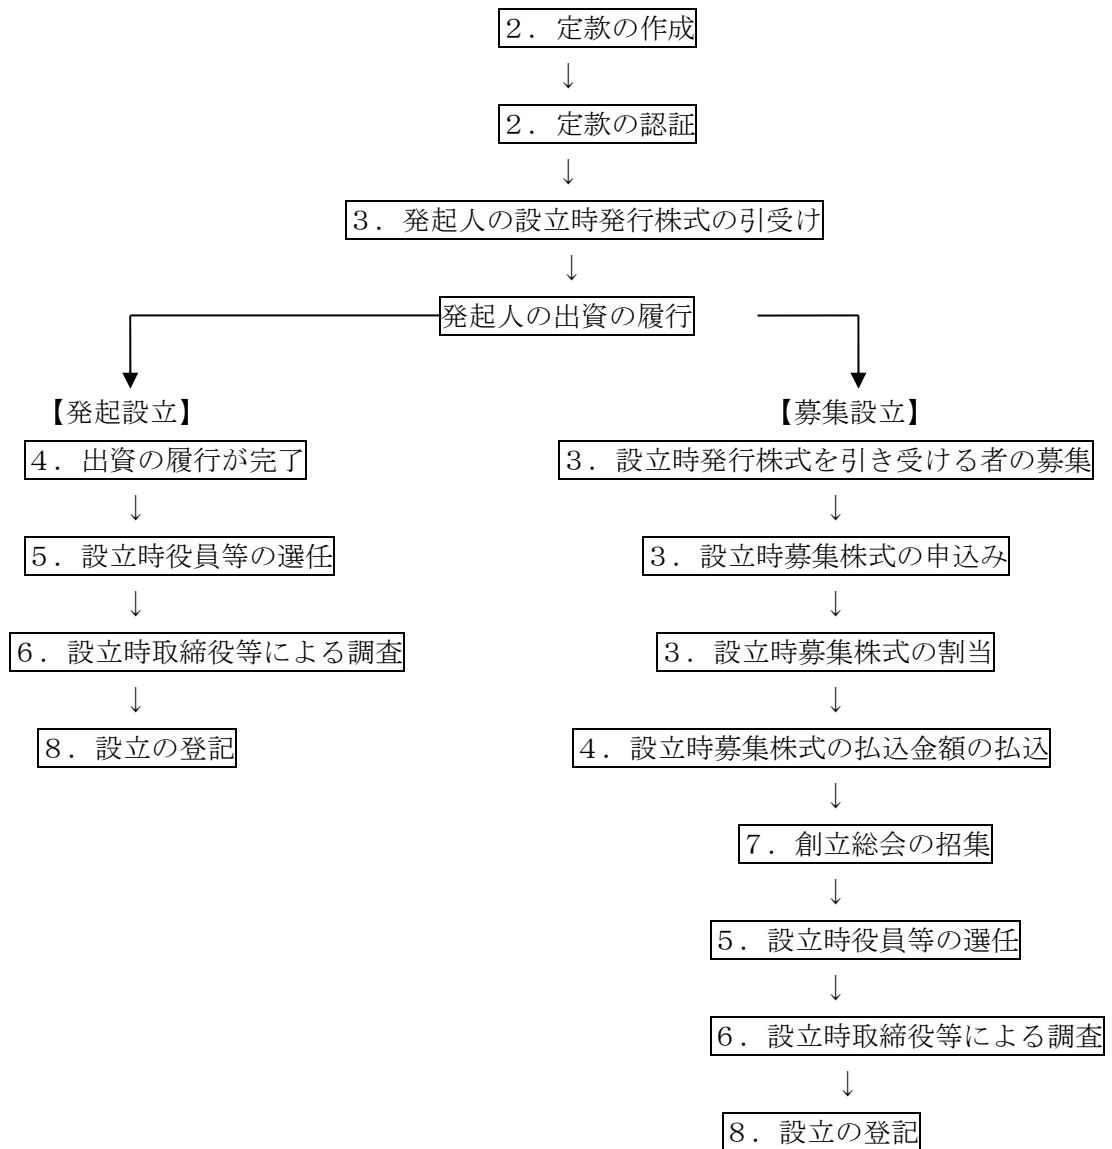 ２．定款の作成
↓
２．定款の認証
↓
３．発起人の設立時発行株式の引受け
↓
発起人の出資の履行
【発起設立】
４．出資の履行が完了
↓
５．設立時役員等の選任
↓
６．設立時取締役等による調査
↓
８．設立の登記
【募集設立】
３．設立時発行株式を引き受ける者の募集
↓
３．設立時募集株式の申込み
↓
３．設立時募集株式の割当
↓
４．設立時募集株式の払込金額の払込
↓
７．創立総会の招集
↓
５．設立時役員等の選任
↓
６．設立時取締役等による調査
↓
８．設立の登記